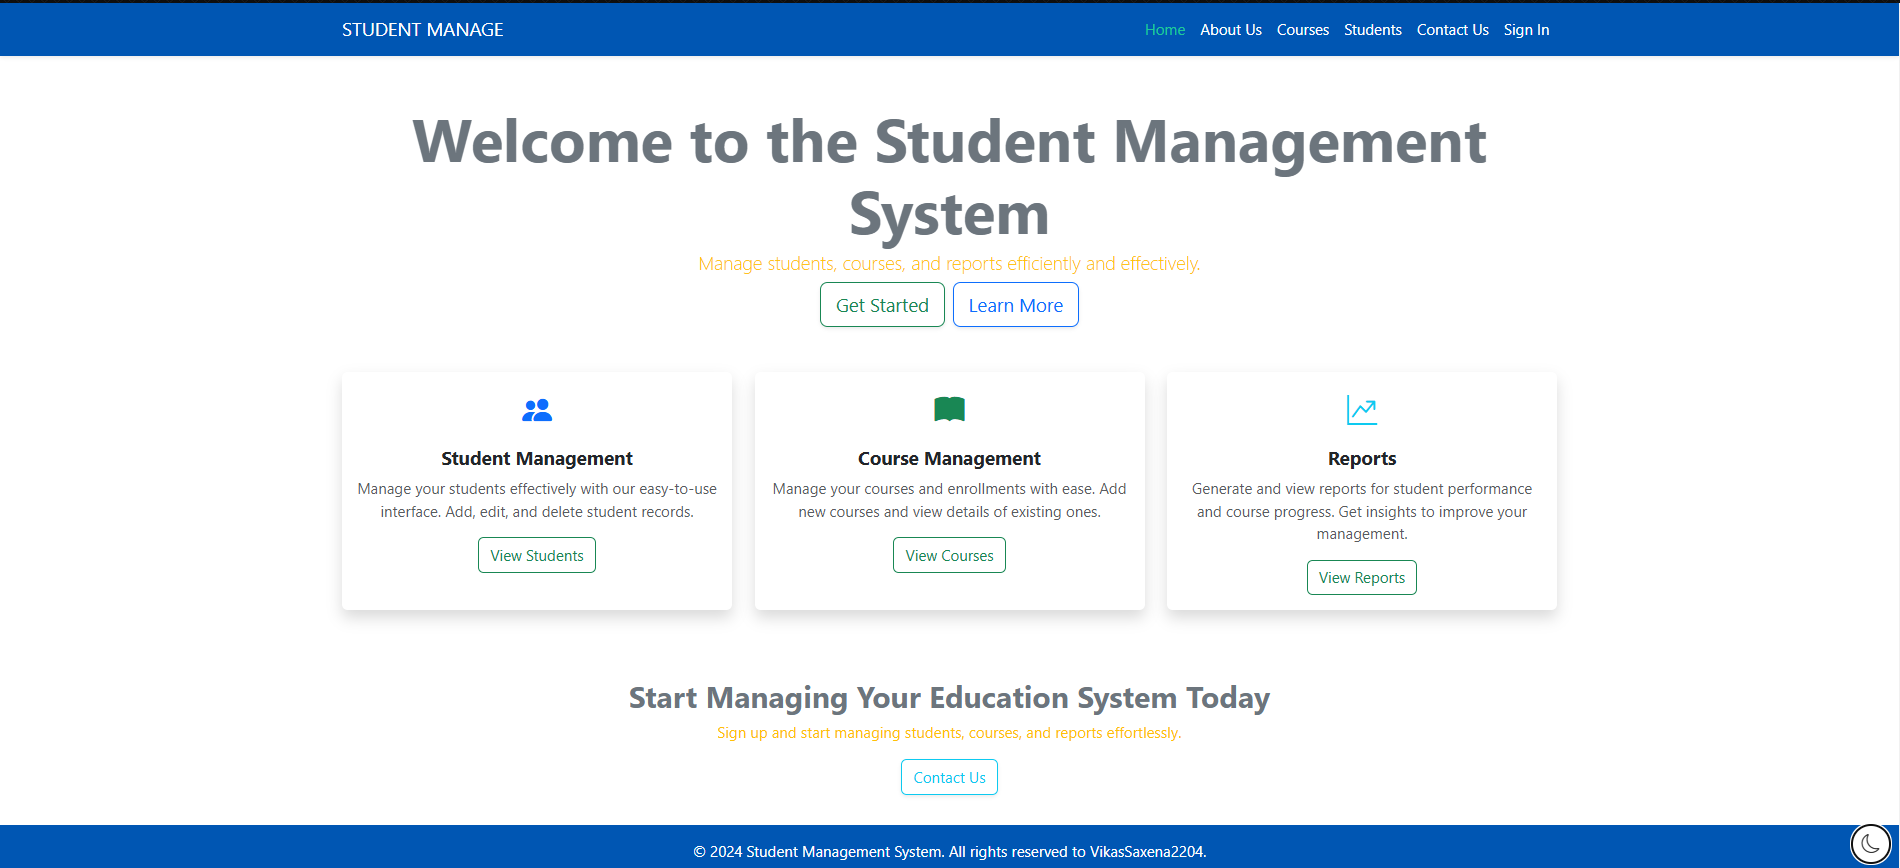 STUDENT MANAGE
Home About Us Courses Students Contact Us Sign In
Welcome to the Student Management
System
Manage students, courses, and reports efficiently and effectively.
Get Started Learn More
Student Management
Manage your students effectively with our easy-to-use
interface. Add, edit, and delete student records.
View Students
Course Management
Manage your courses and enrollments with ease. Add
new courses and view details of existing ones.
View Courses
Reports
Generate and view reports for student performance
and course progress. Get insights to improve your
management.
View Reports
Start Managing Your Education System Today
Sign up and start managing students, courses, and reports effortlessly.
Contact Us
© 2024 Student Management System. All rights reserved to VikasSaxena2204.